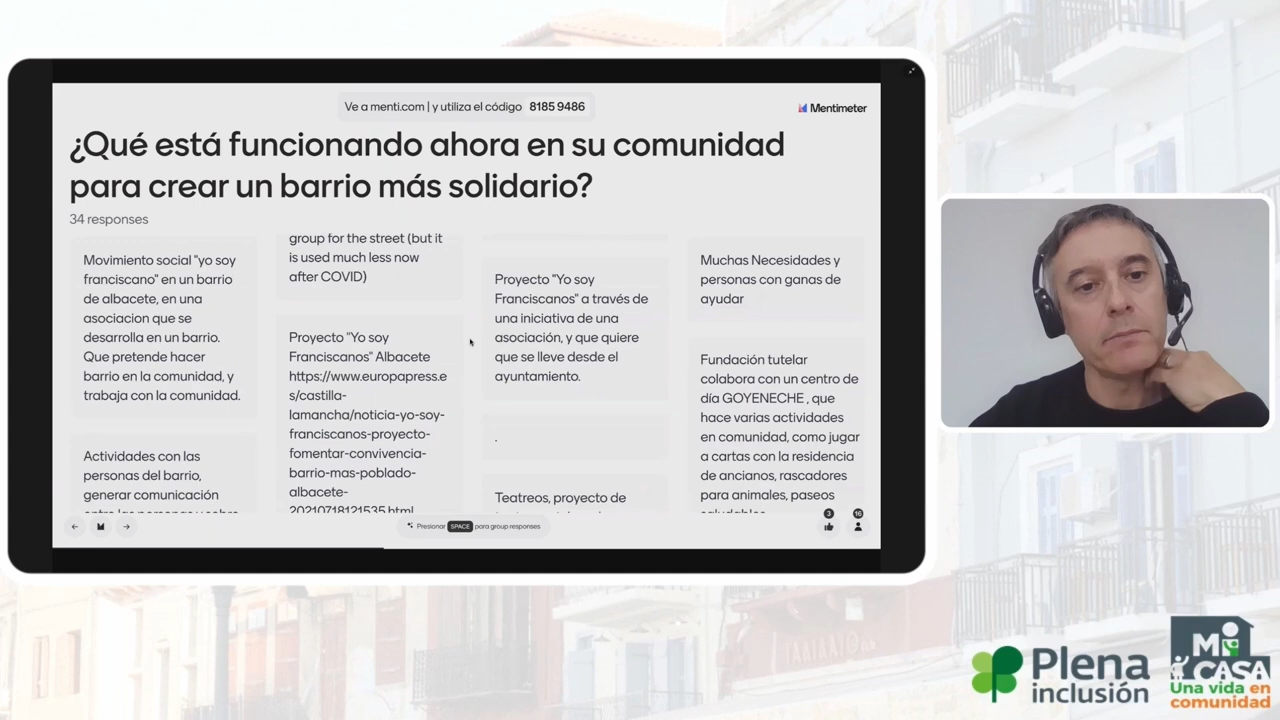 Ve a menti.com | y utiliza el código 8185 9486
Mentimeter
¿Qué está funcionando ahora en su comunidad
para crear un barrio más solidario?
34 responses
Movimiento social "yo soy
franciscano" en un barrio
de albacete, en una
asociacion que se
desarrolla en un barrio.
Que pretende hacer
barrio en la comunidad, y
trabaja con la comunidad.
Actividades con las
personas del barrio,
generar comunicación
group for the street (but it
is used much less now
after COVID)
Proyecto "Yo soy
Franciscanos" Albacete
https://www.europapress.e
s/castilla-
lamancha/noticia-yo-soy-
franciscanos-proyecto-
fomentar-convivencia-
barrio-mas-poblado-
albacete-
20210718121535.html
Proyecto "Yo soy
Franciscanos" a través de
una iniciativa de una
asociación, y que quiere
que se lleve desde el
ayuntamiento.
.
Teatreos, proyecto de
Muchas Necesidades y
personas con ganas de
ayudar
Fundación tutelar
colabora con un centro de
día GOYENECHE , que
hace varias actividades
en comunidad, como jugar
a cartas con la residencia
de ancianos, rascadores
para animales, paseos
saludables
Presionar SPACE para group responses
3
16
Plena
inclusión
Mi
CASA
Una vida en
comunidad